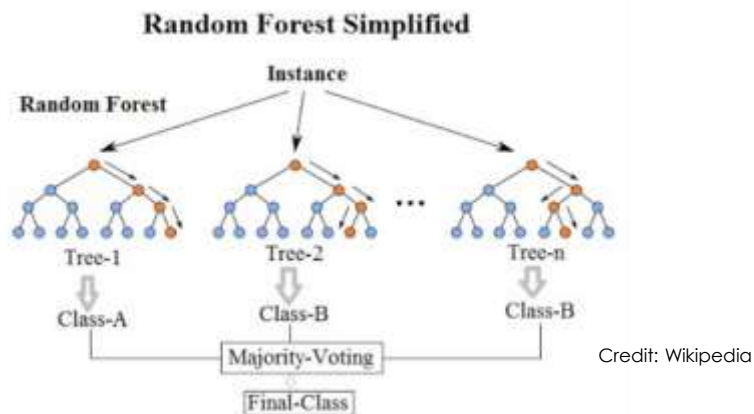 Random Forest Simplified
Instance
Random Forest
...
Tree-1 Tree-2 Tree-n
Class-A Class-B Class-B
Majority-Voting
Final-Class
Credit: Wikipedia